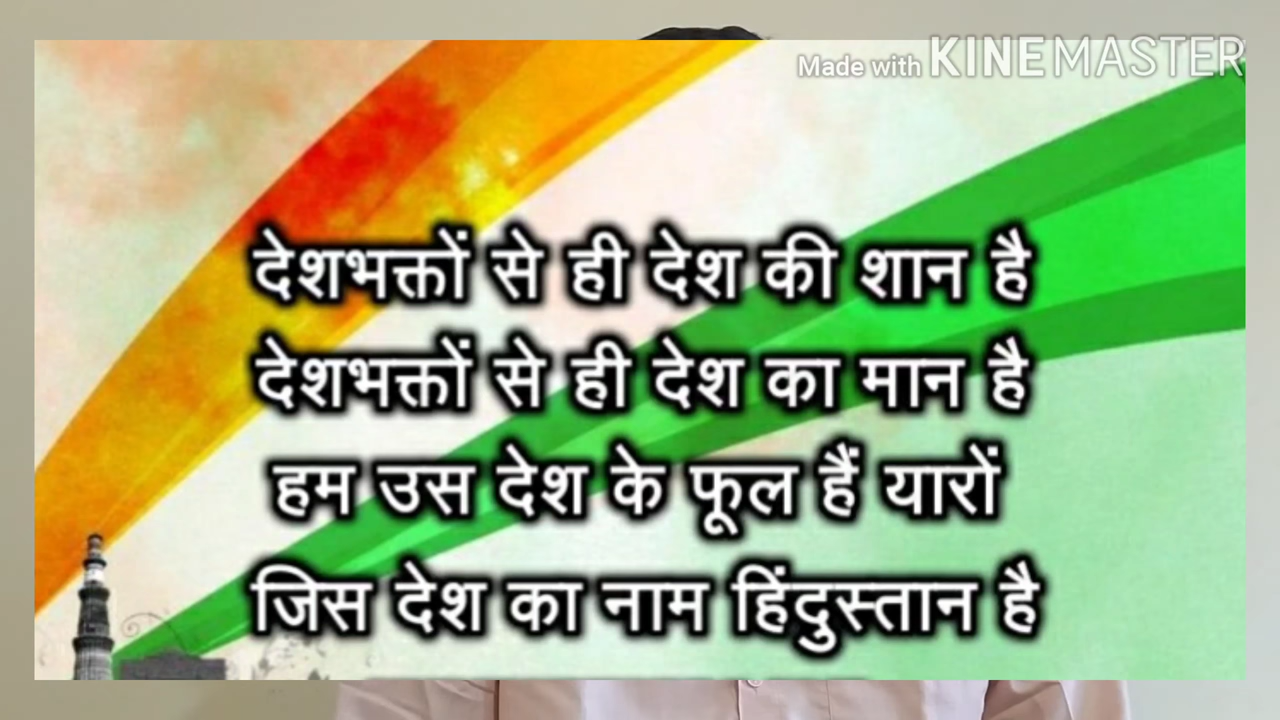 Made with KINEMASTER
देशभक्तों से ही देश की शान है
देशभक्तों से ही देश का मान है
हम उस देश के फूल हैं यारों
जिस देश का नाम हिंदुस्तान है